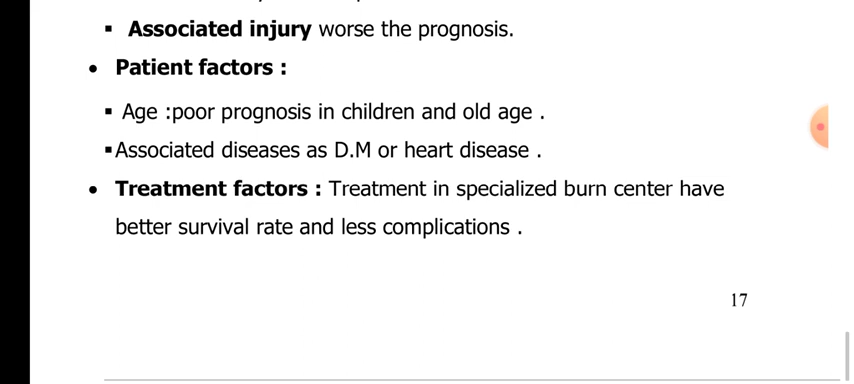 ▪ Associated injury worse the prognosis.
• Patient factors :
▪ Age :poor prognosis in children and old age .
▪Associated diseases as D.M or heart disease .
• Treatment factors : Treatment in specialized burn center have
better survival rate and less complications .
17